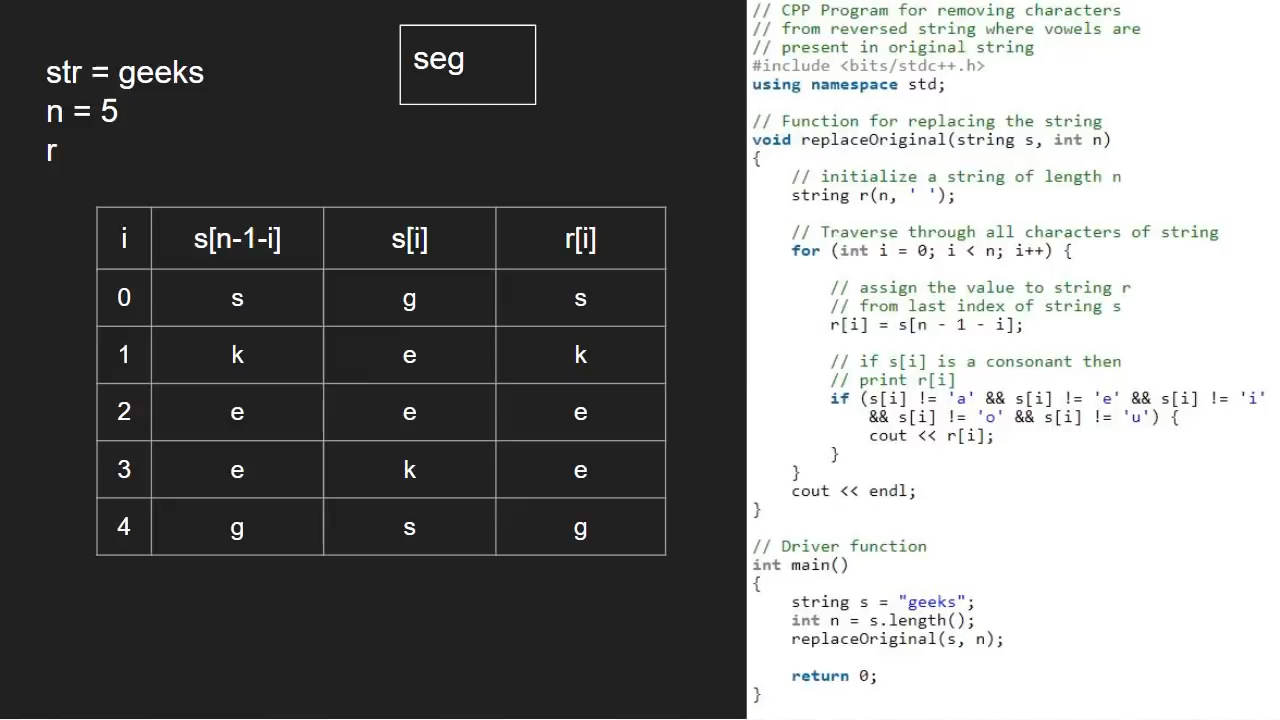 str = geeks
n = 5
r
seg
i s[n-1-i] s[i] r[i]
0 s g s
1 k e k
2 e e e
3 e k e
4 g s g
// CPP Program for removing characters
// from reversed string where vowels are
// present in original string
#include <bits/stdc++.h>
using namespace std;
// Function for replacing the string
void replaceOriginal(string s, int n)
{
// initialize a string of length n
string r(n, ' ');
// Traverse through all characters of string
for (int i = 0; i < n; i++) {
// assign the value to string r
// from last index of string s
r[i] = s[n - 1 - i];
// if s[i] is a consonant then
// print r[i]
if (s[i] != 'a' && s[i] != 'e' && s[i] != 'i'
&& s[i] != 'o' && s[i] != 'u') {
cout << r[i];
}
}
cout << endl;
}
// Driver function
int main()
{
string s = "geeks";
int n = s.length();
replaceOriginal(s, n);
return 0;
}